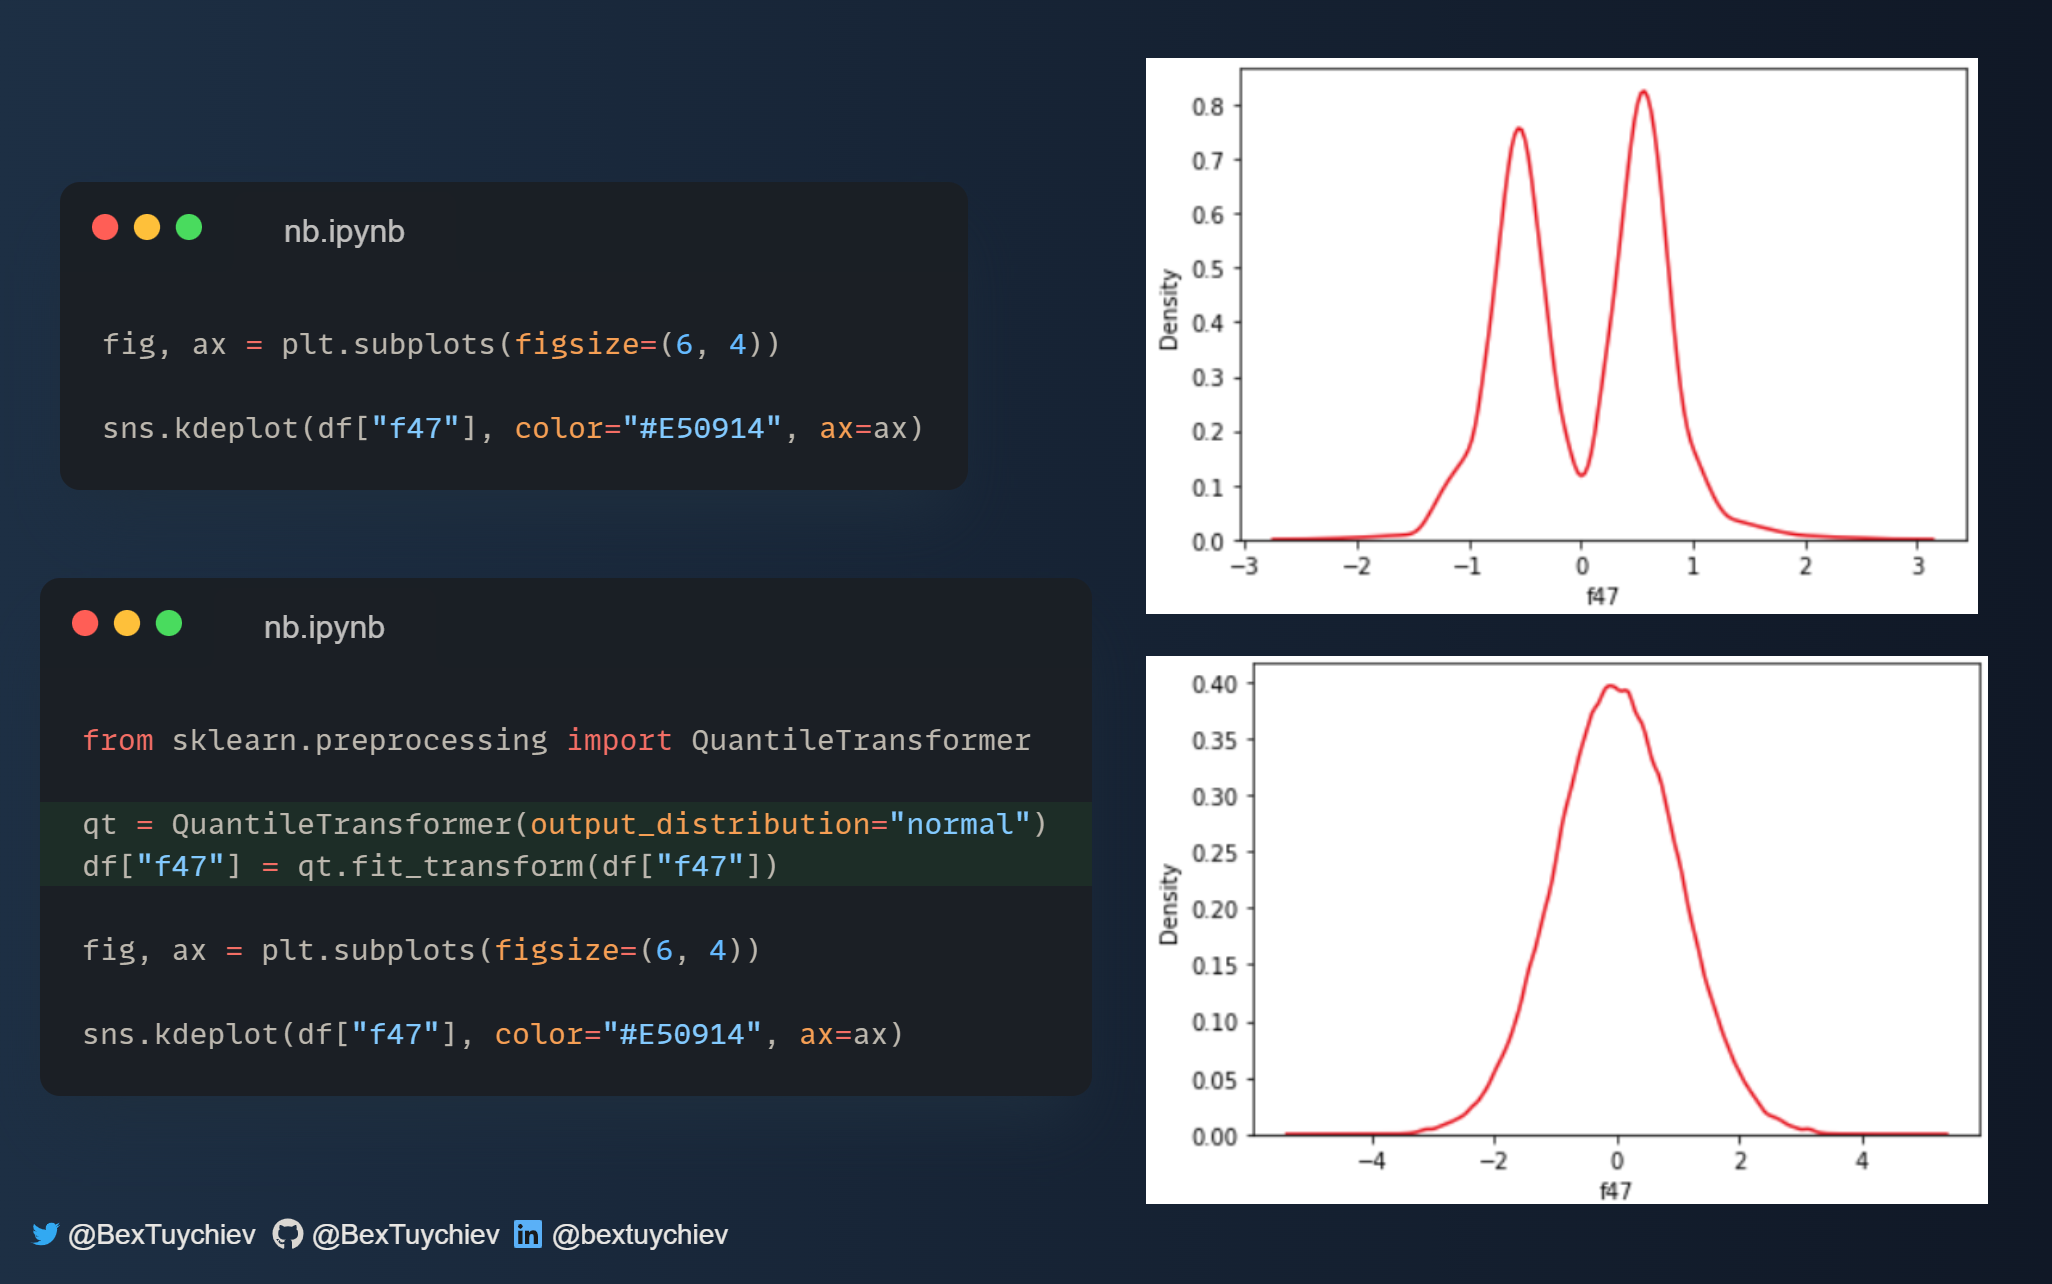 nb.ipynb
fig, ax = plt.subplots(figsize=(6, 4))
sns.kdeplot(df["f47"], color="#E50914", ax=ax)
0.8
0.7
0.6
0.5
0.4
0.3
0.2
0.1
0.0
Density
−3 −2 −1 0 1 2 3
f47
nb.ipynb
from sklearn.preprocessing import QuantileTransformer
qt = QuantileTransformer(output_distribution="normal")
df["f47"] = qt.fit_transform(df["f47"])
fig, ax = plt.subplots(figsize=(6, 4))
sns.kdeplot(df["f47"], color="#E50914", ax=ax)
0.40
0.35
0.30
0.25
0.20
0.15
0.10
0.05
0.00
Density
−4 −2 0 2 4
f47
@BexTuychiev @BexTuychiev in @bextuychiev